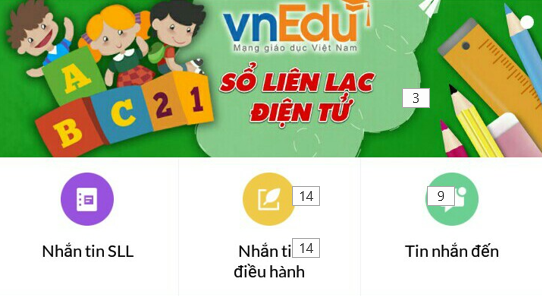 vnEdu
Mạng giáo dục Việt Nam
SỔ LIÊN LẠC
ĐIỆN TỬ
A
B C 2 1
3
14
9
Nhắn tin SLL
Nhắn ti
14
Tin nhắn đến
điều hành